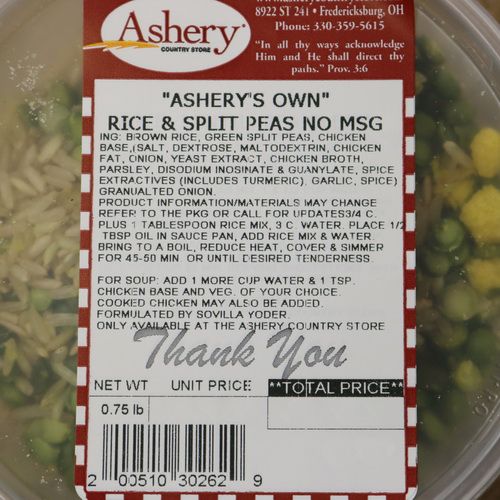 Ashery
COUNTRY STORE
8922 ST 241 • Fredericksburg, OH
Phone: 330-359-5615
"In all thy ways acknowledge
Him and He shall direct thy
paths." Prov. 3:6
"ASHERY'S OWN"
RICE & SPLIT PEAS NO MSG
ING: BROWN RICE, GREEN SPLIT PEAS, CHICKEN
BASE,(SALT, DEXTROSE, MALTODEXTRIN, CHICKEN
FAT, ONION, YEAST EXTRACT, CHICKEN BROTH,
PARSLEY, DISODIUM INOSINATE & GUANYLATE, SPICE
EXTRACTIVES (INCLUDES TURMERIC), GARLIC, SPICE)
GRANUALTED ONION.
PRODUCT INFORMATION/MATERIALS MAY CHANGE
REFER TO THE PKG OR CALL FOR UPDATES3/4 C.
PLUS 1 TABLESPOON RICE MIX, 3 C. WATER. PLACE 1/2
TBSP OIL IN SAUCE PAN, ADD RICE MIX & WATER.
BRING TO A BOIL, REDUCE HEAT, COVER & SIMMER
FOR 45-50 MIN. OR UNTIL DESIRED TENDERNESS.
FOR SOUP: ADD 1 MORE CUP WATER & 1 TSP.
CHICKEN BASE AND VEG. OF YOUR CHOICE.
COOKED CHICKEN MAY ALSO BE ADDED.
FORMULATED BY SOVILLA YODER.
ONLY AVAILABLE AT THE ASHERY COUNTRY STORE
Thank You
NET WT UNIT PRICE **TOTAL PRICE**
0.75 lb
2 00510 30262 9